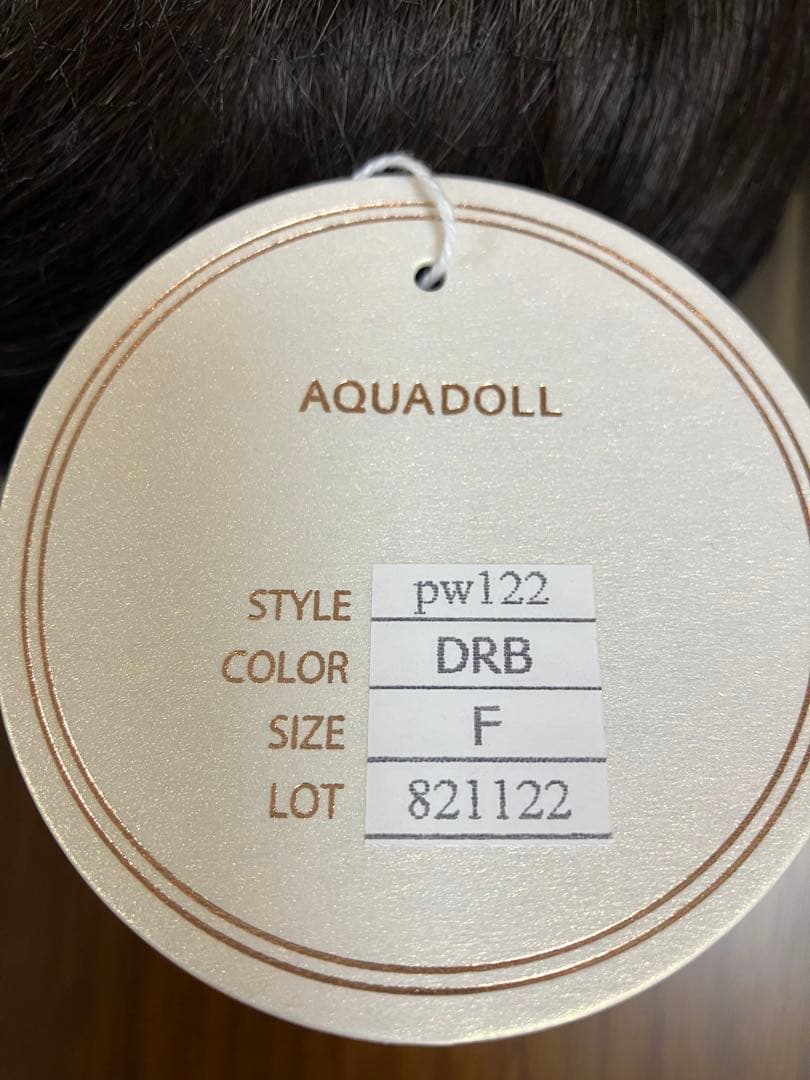 AQUADOLL
STYLE pw122
COLOR DRB
SIZE F
LOT 821122